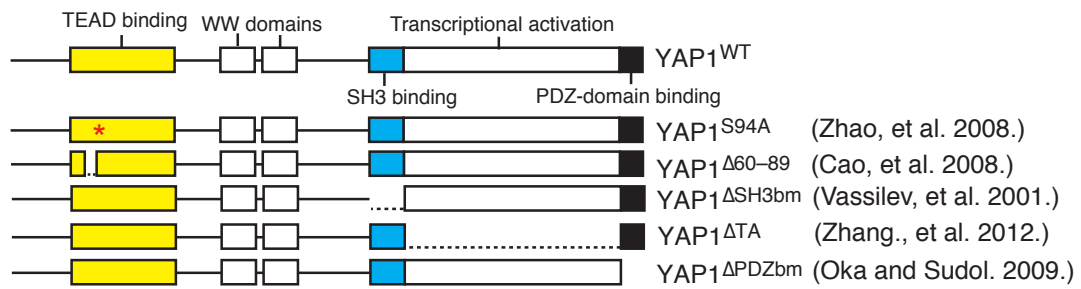 TEAD binding WW domains Transcriptional activation
YAP1WT
SH3 binding PDZ-domain binding
* YAP1S94A (Zhao, et al. 2008.)
YAP1Δ60–89 (Cao, et al. 2008.)
YAP1ΔSH3bm (Vassilev, et al. 2001.)
YAP1ΔTA (Zhang., et al. 2012.)
YAP1ΔPDZbm (Oka and Sudol. 2009.)